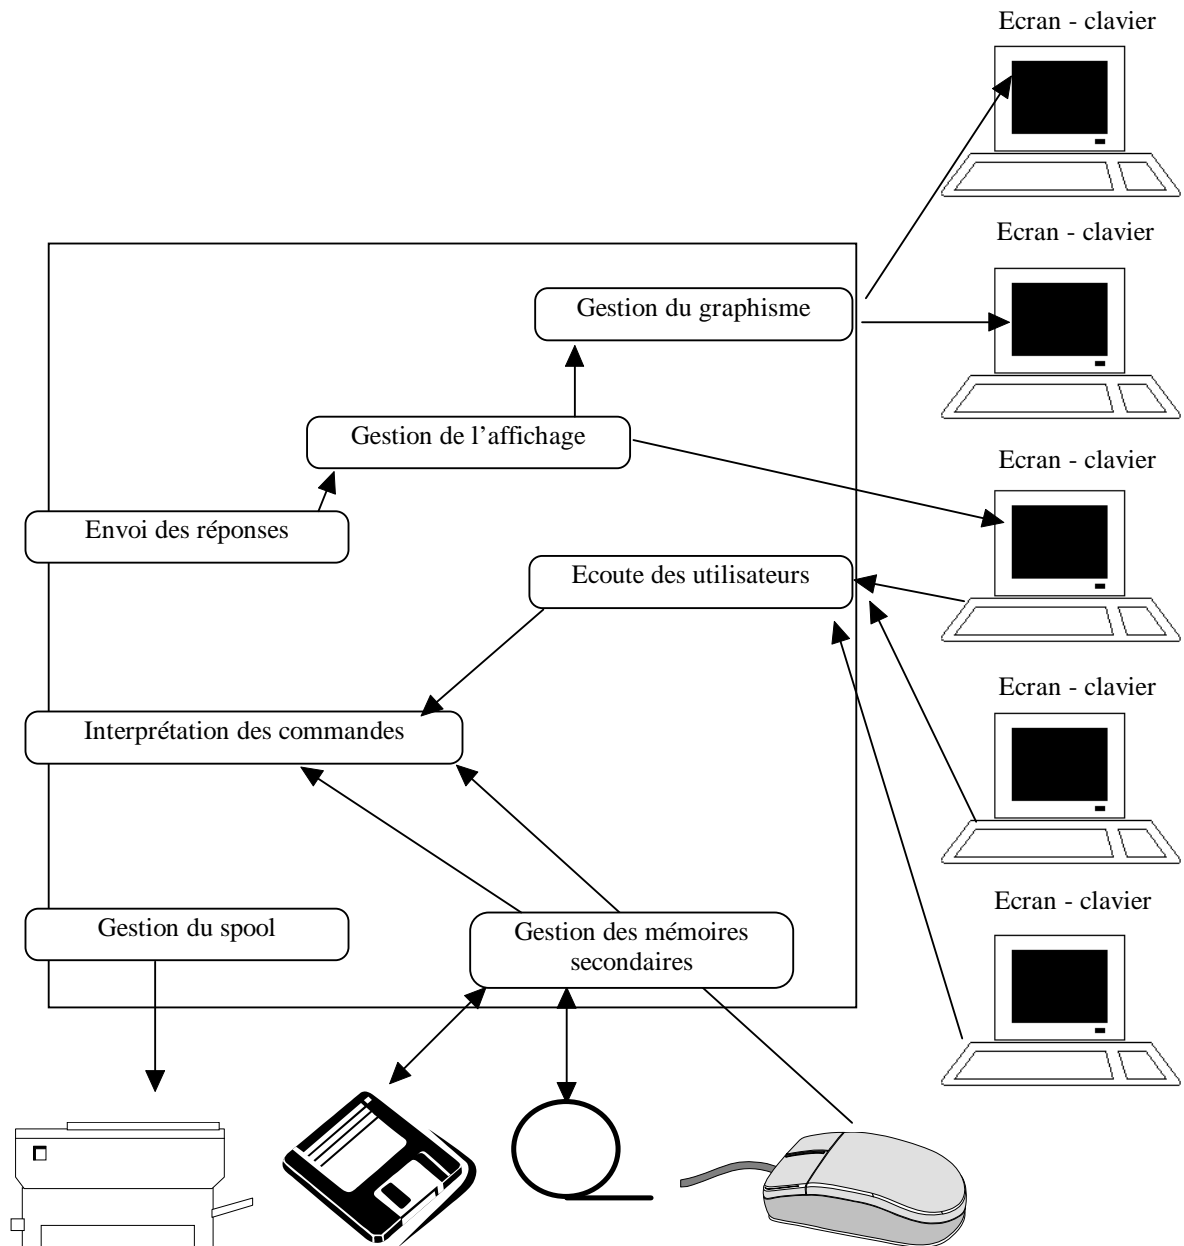 Ecran - clavier
Ecran - clavier
Gestion du graphisme
Gestion de l’affichage
Ecran - clavier
Envoi des réponses
Ecoute des utilisateurs
Ecran - clavier
Interprétation des commandes
Ecran - clavier
Gestion du spool
Gestion des mémoires
secondaires